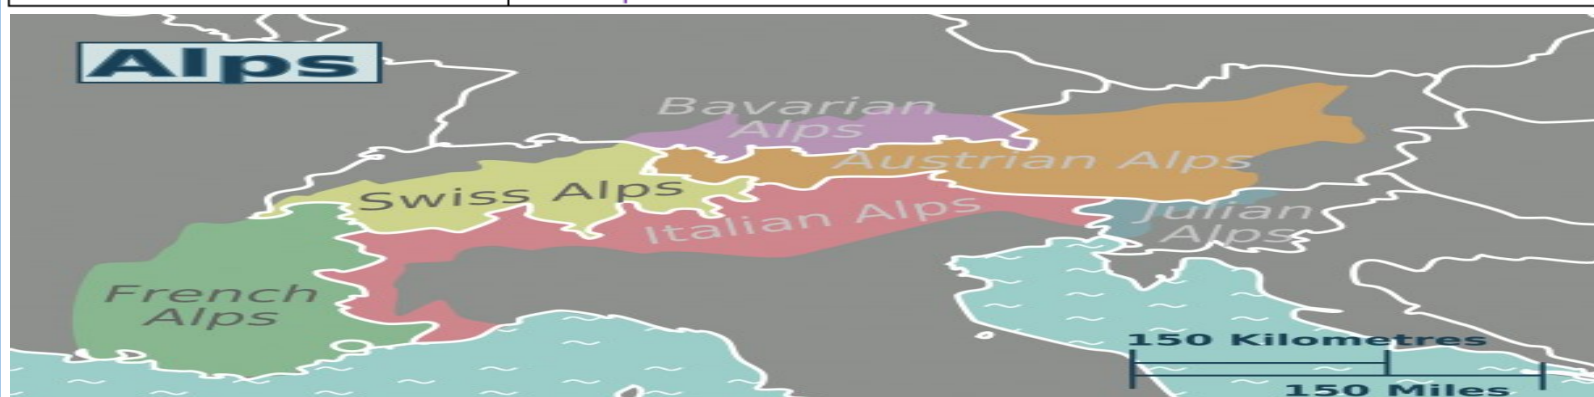 Alps
Bavarian
Alps
Austrian Alps
Swiss Alps
Italian Alps
Julian
Alps
French
Alps
150 Kilometres
150 Miles